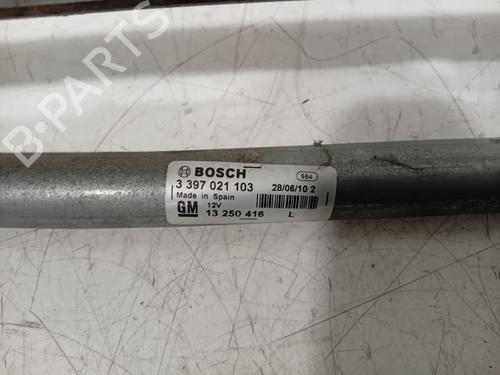 B-PARTS
BOSCH
964
3 397 021 103
28/06/10 2
Made in Spain
12V
GM
13 250 416
L